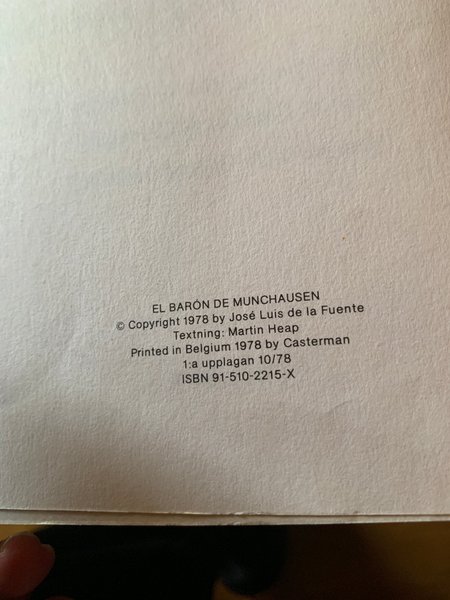 EL BARÓN DE MUNCHAUSEN
© Copyright 1978 by José Luis de la Fuente
Textning: Martin Heap
Printed in Belgium 1978 by Casterman
1:a upplagan 10/78
ISBN 91-510-2215-X